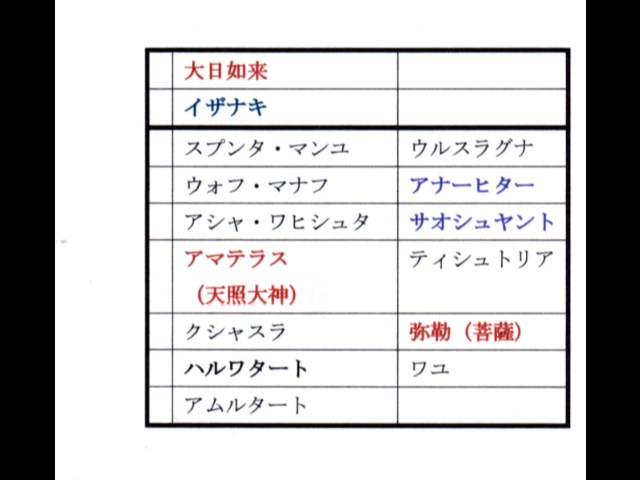 大日如来
イザナキ
スプンタ・マンユ ウルスラグナ
ウォフ・マナフ アナーヒター
アシャ・ワヒシュタ サオシュヤント
アマテラス ティシュトリア
（天照大神）
クシャスラ 弥勒（菩薩）
ハルワタート ワユ
アムルタート